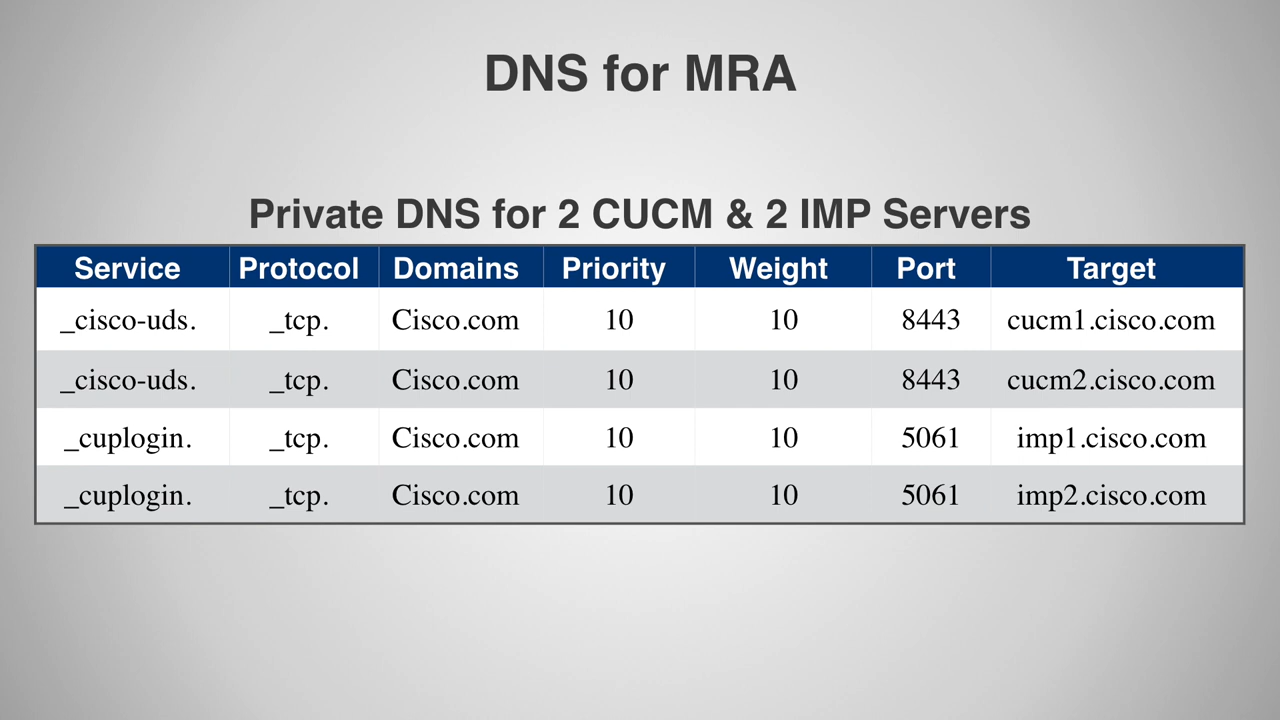 DNS for MRA
Private DNS for 2 CUCM & 2 IMP Servers
Service Protocol Domains Priority Weight Port Target
_cisco-uds. _tcp. Cisco.com 10 10 8443 cucm1.cisco.com
_cisco-uds. _tcp. Cisco.com 10 10 8443 cucm2.cisco.com
_cuplogin. _tcp. Cisco.com 10 10 5061 imp1.cisco.com
_cuplogin. _tcp. Cisco.com 10 10 5061 imp2.cisco.com